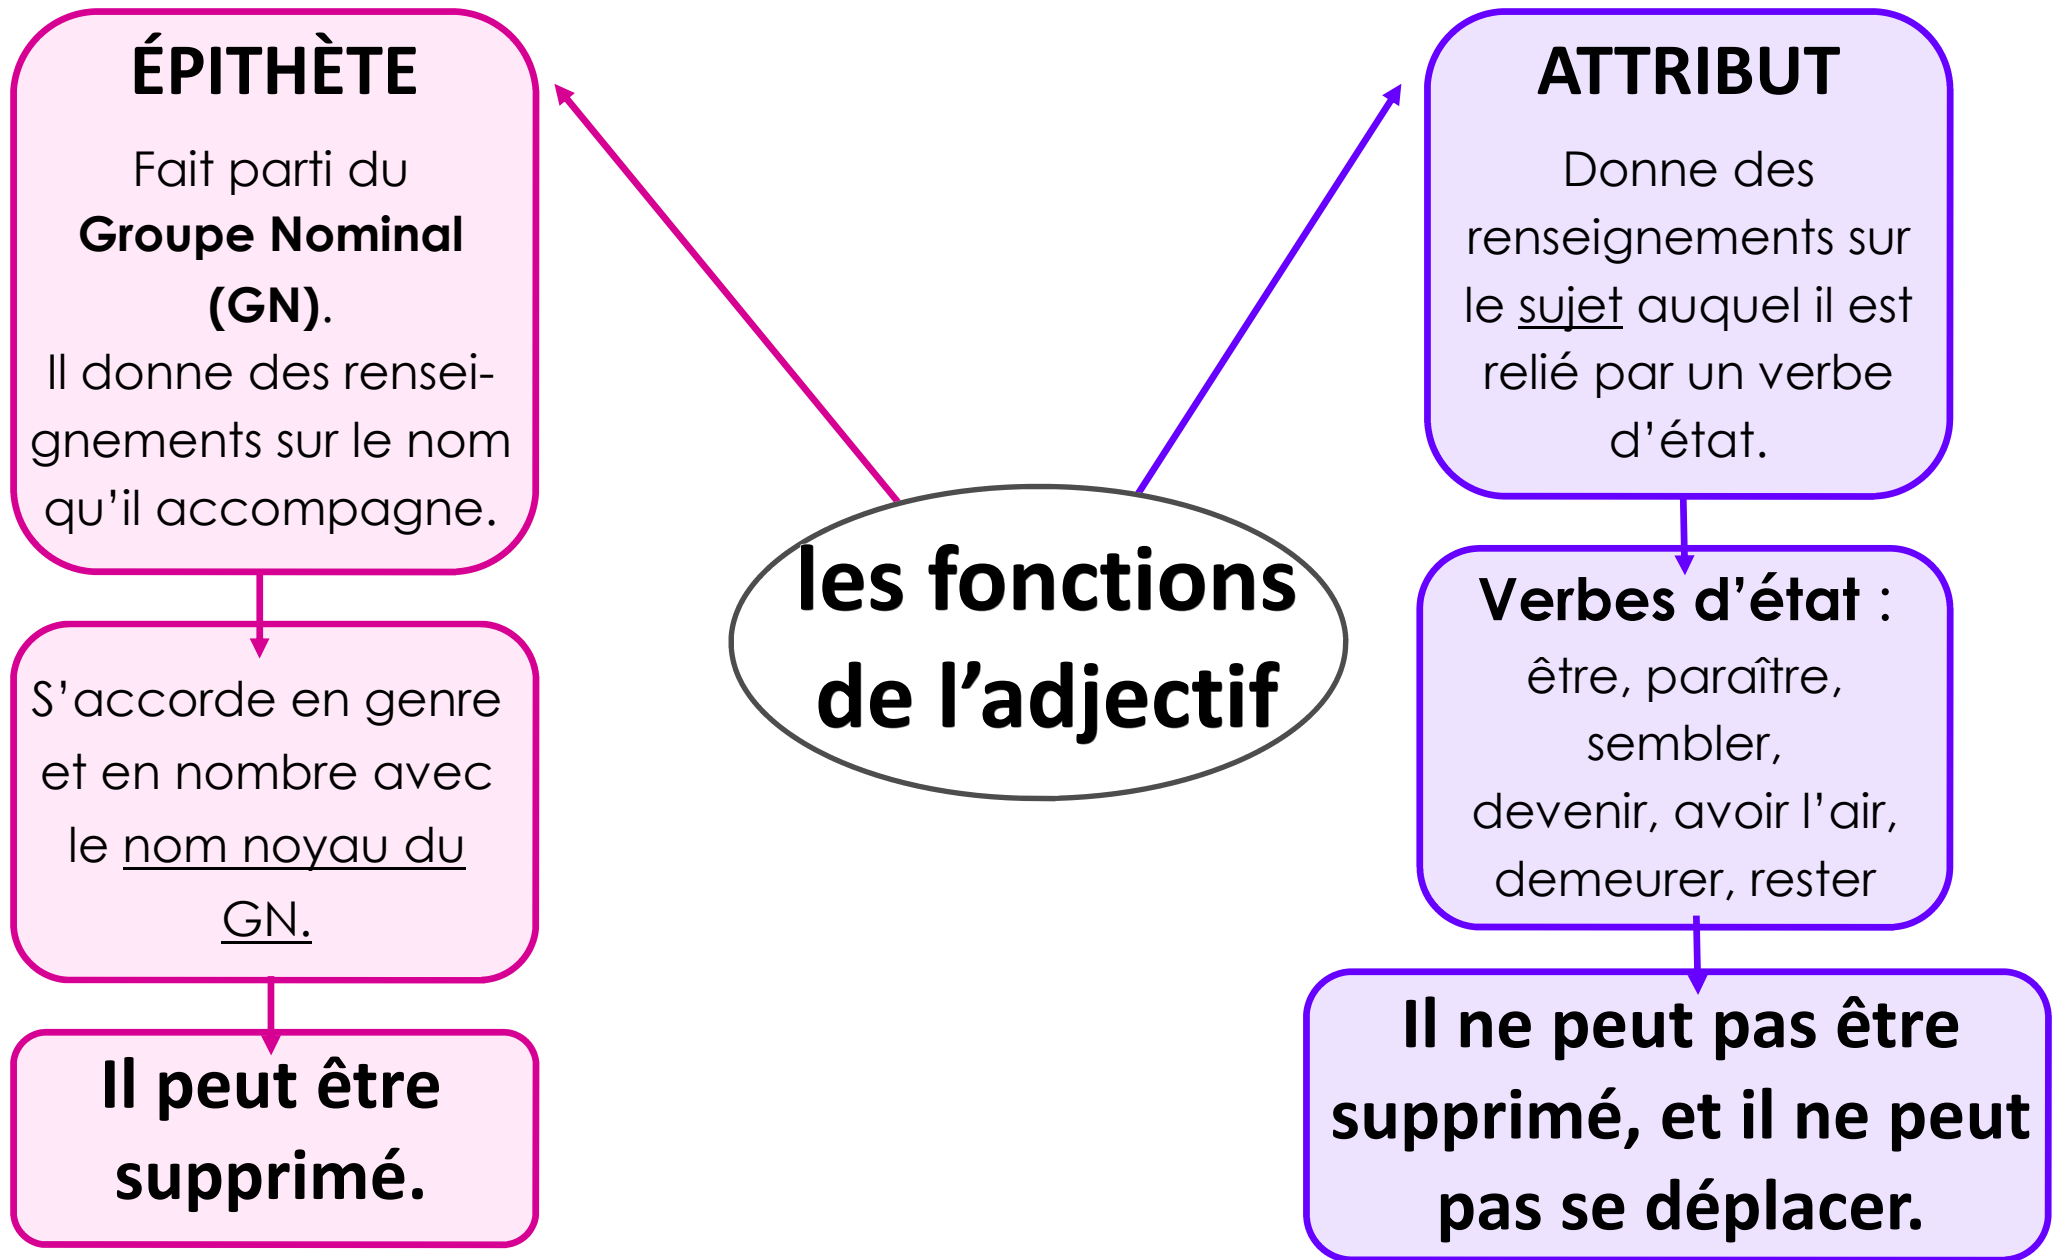 ÉPITHÈTE
Fait parti du
Groupe Nominal
(GN).
Il donne des rensei-
gnements sur le nom
qu’il accompagne.
S’accorde en genre
et en nombre avec
le nom noyau du
GN.
Il peut être
supprimé.
les fonctions
de l’adjectif
ATTRIBUT
Donne des
renseignements sur
le sujet auquel il est
relié par un verbe
d’état.
Verbes d’état :
être, paraître,
sembler,
devenir, avoir l’air,
demeurer, rester
Il ne peut pas être
supprimé, et il ne peut
pas se déplacer.